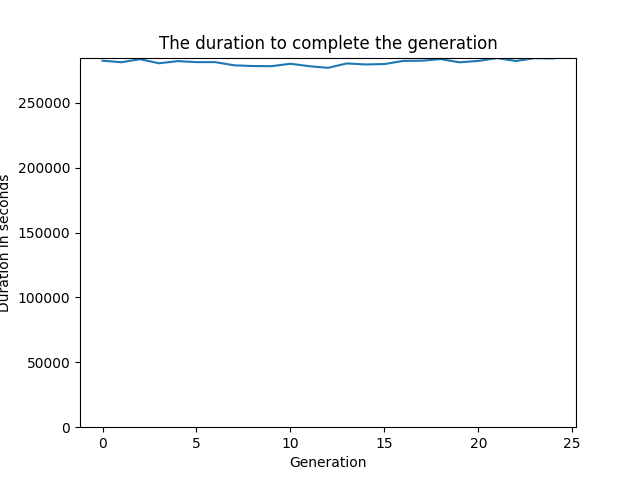 The duration to complete the generation
250000
200000
150000
100000
50000
0
Duration in seconds
0 5 10 15 20 25
Generation